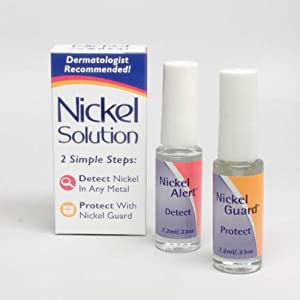 Dermatologist
Recommended!
Nickel
Solution
2 Simple Steps:
Detect Nickel
In Any Metal
Protect With
Nickel Guard
Nickel
Alert
Detect
7.2ml/.23oz
Nickel
Guard®
Protect
7.2ml/.23oz